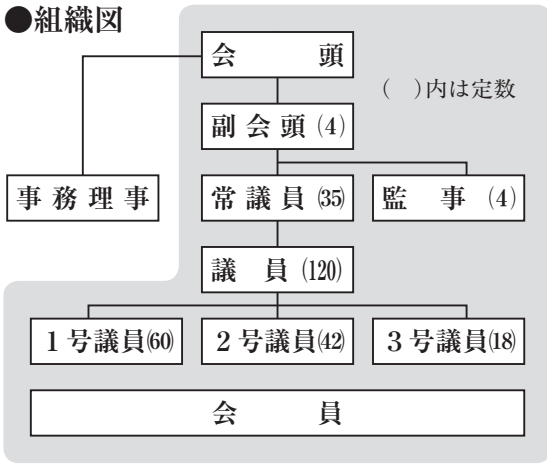 ●組織図
会頭
( )内は定数
副会頭(4)
事務理事
常議員(35)
監事(4)
議員(120)
1号議員(60)
2号議員(42)
3号議員(18)
会員